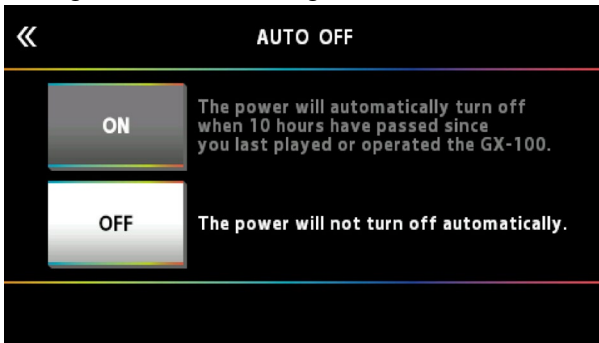 AUTO OFF
ON
The power will automatically turn off
when 10 hours have passed since
you last played or operated the GX-100.
OFF
The power will not turn off automatically.